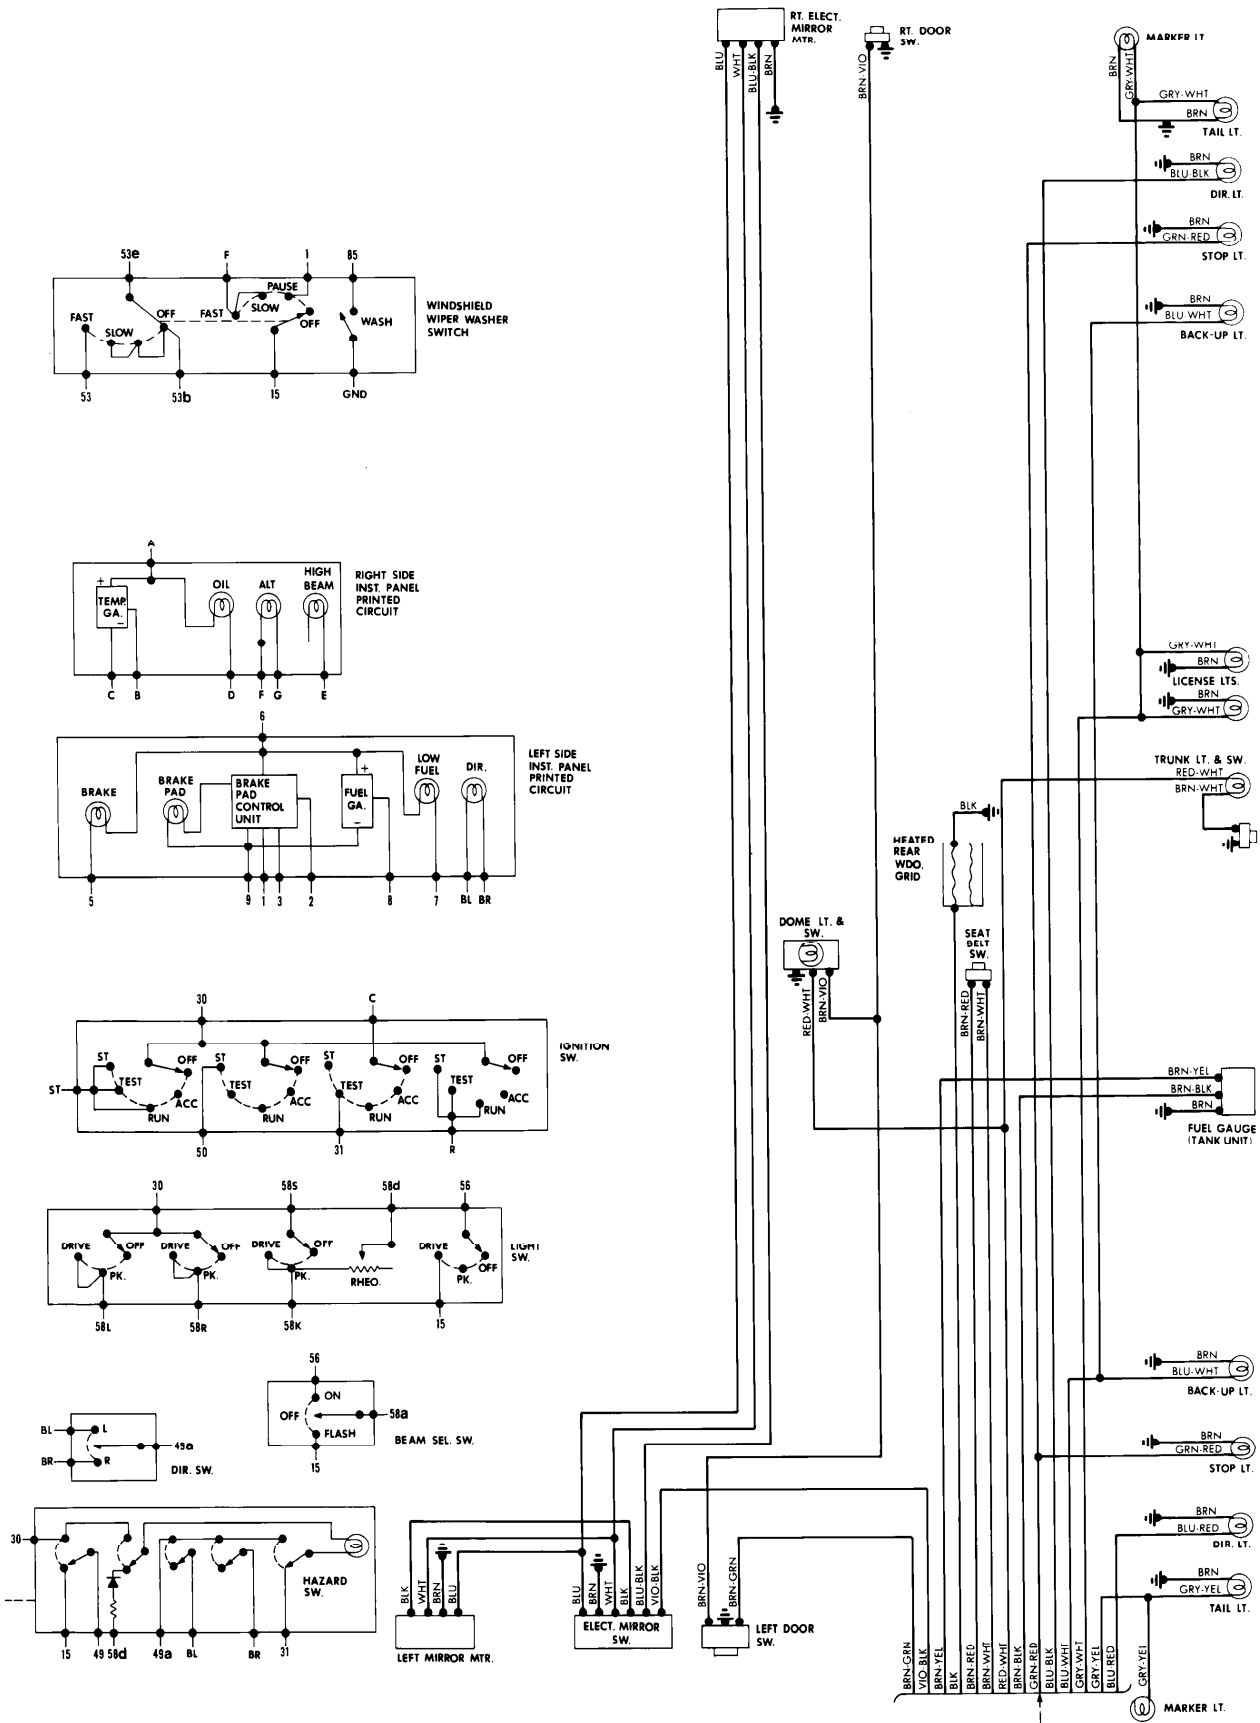 RT. ELECT.
MIRROR
MTR.
BLU
WHT
BLU-BLK
BRN
RT. DOOR
SW.
BRN-VIO
MARKER LT.
BRN
GRY-WHT
GRY-WHT
BRN
TAIL LT.
BRN
BLU-BLK
DIR. LT.
BRN
GRN-RED
STOP LT.
BRN
BLU-WHT
BACK-UP LT.
53e
F
1
85
PAUSE
SLOW
FAST
OFF
WASH
FAST
SLOW
OFF
WINDSHIELD
WIPER WASHER
SWITCH
53
53b
15
GND
A
+
TEMP.
GA.
−
OIL
ALT
HIGH
BEAM
RIGHT SIDE
INST. PANEL
PRINTED
CIRCUIT
C
B
D
F
G
E
6
BRAKE
BRAKE
PAD
BRAKE
PAD
CONTROL
UNIT
+
FUEL
GA.
−
LOW
FUEL
DIR.
LEFT SIDE
INST. PANEL
PRINTED
CIRCUIT
5
9
1
3
2
8
7
BL
BR
GRY-WHT
BRN
LICENSE LTS.
BRN
GRY-WHT
TRUNK LT. & SW.
RED-WHT
BRN-WHT
BLK
HEATED
REAR
WDO.
GRID
DOME LT. &
SW.
RED-WHT
BRN-VIO
SEAT
BELT
SW.
BRN-RED
BRN-WHT
BRN-YEL
BRN-BLK
BRN
FUEL GAUGE
(TANK UNIT)
30
C
ST
OFF
TEST
ACC
RUN
ST
OFF
TEST
ACC
RUN
ST
OFF
TEST
ACC
RUN
ST
OFF
TEST
ACC
RUN
IGNITION
SW.
ST
50
31
R
30
58S
58d
56
DRIVE
OFF
PK.
DRIVE
OFF
PK.
DRIVE
OFF
PK.
RHEO.
DRIVE
OFF
PK.
LIGHT
SW.
58L
58R
58K
15
56
ON
OFF
FLASH
58a
BEAM SEL. SW.
15
BL
L
49a
BR
R
DIR. SW.
30
HAZARD
SW.
15
49
58d
49a
BL
BR
31
BLK
WHT
BRN
BLU
LEFT MIRROR MTR.
BLU
BRN
WHT
BLK
BLU-BLK
VIO-BLK
ELECT. MIRROR
SW.
BRN-VIO
BRN-GRN
LEFT DOOR
SW.
BRN
BLU-WHT
BACK-UP LT.
BRN
GRN-RED
STOP LT.
BRN
BLU-RED
DIR. LT.
BRN
GRY-YEL
TAIL LT.
BRN-GRN
VIO-BLK
BRN-YEL
BLK
BRN-RED
BRN-WHT
RED-WHT
BRN-BLK
GRN-RED
BLU-BLK
BLU-WHT
GRY-WHT
GRY-YEL
BLU-RED
GRY-YEL
MARKER LT.